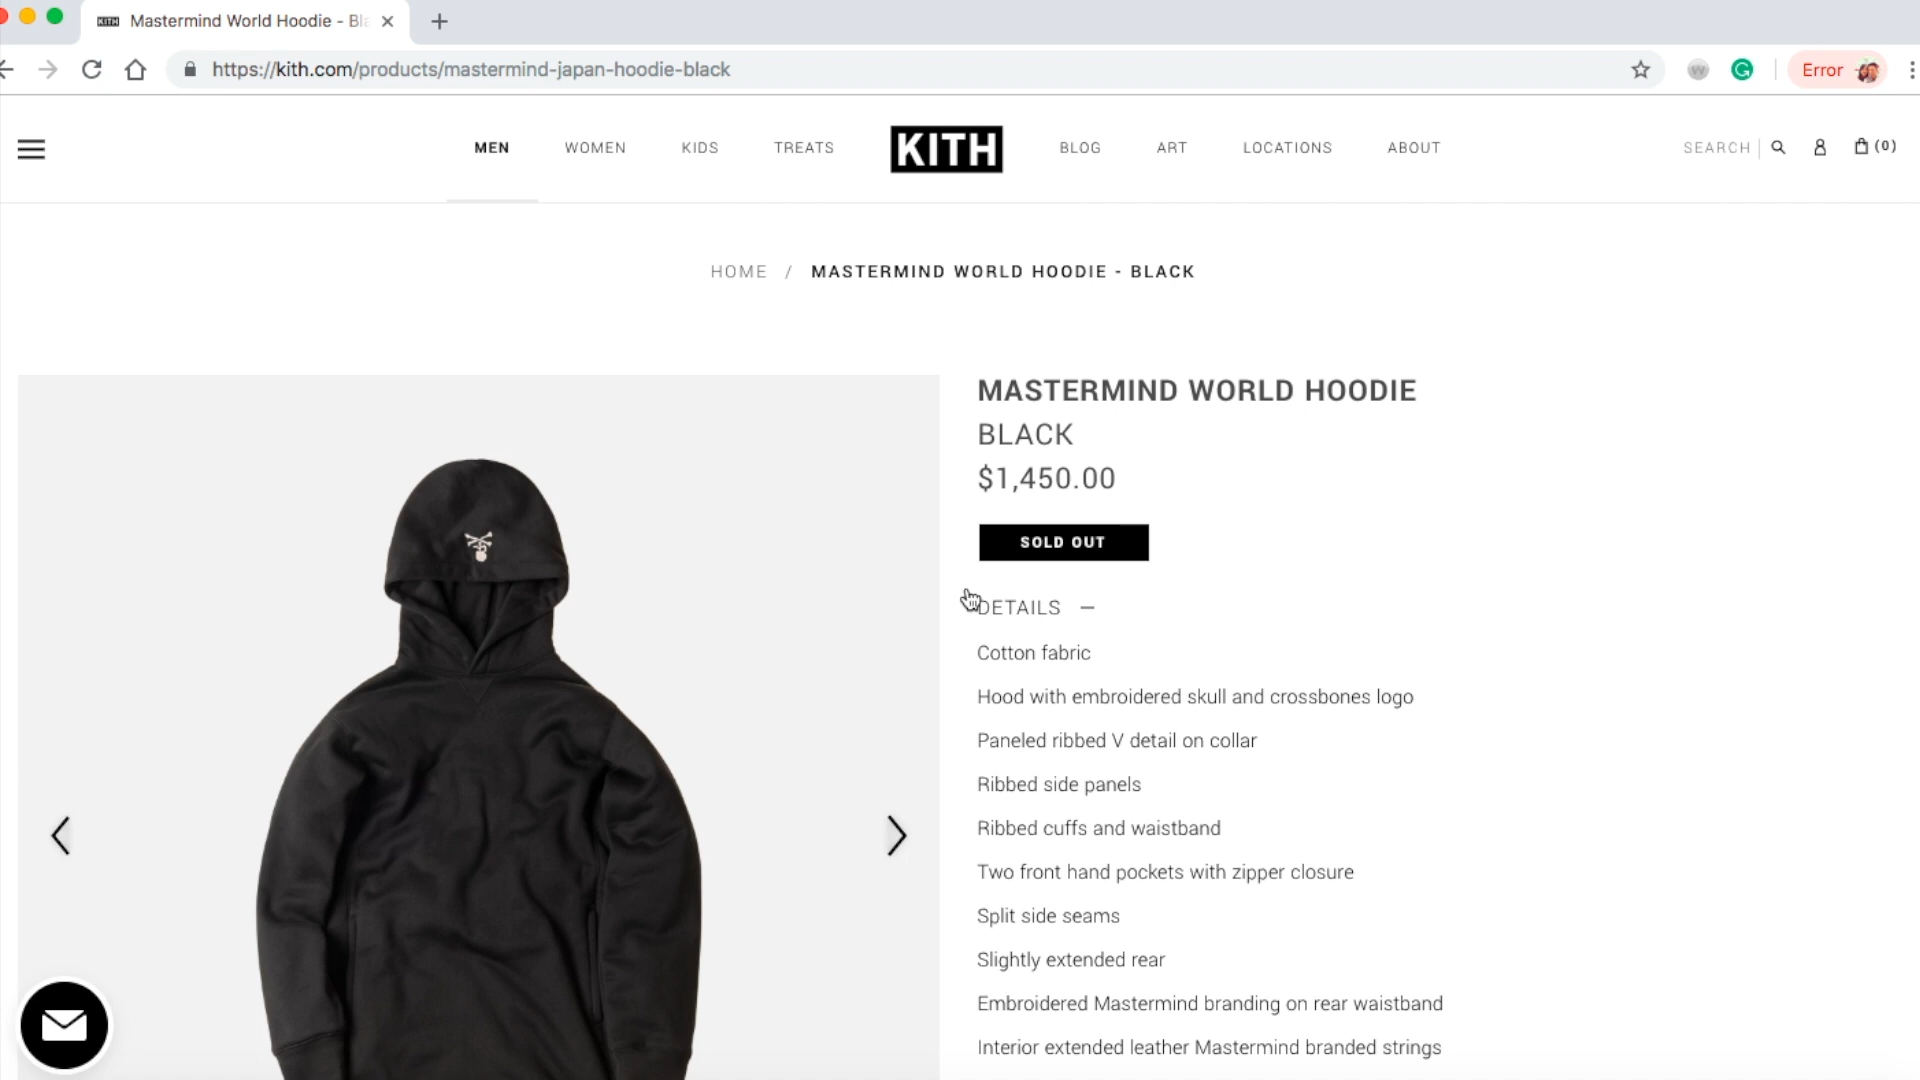 KITH Mastermind World Hoodie - Bla
https://kith.com/products/mastermind-japan-hoodie-black
Error
MEN WOMEN KIDS TREATS KITH BLOG ART LOCATIONS ABOUT SEARCH (0)
HOME / MASTERMIND WORLD HOODIE - BLACK
MASTERMIND WORLD HOODIE
BLACK
$1,450.00
SOLD OUT
DETAILS
Cotton fabric
Hood with embroidered skull and crossbones logo
Paneled ribbed V detail on collar
Ribbed side panels
Ribbed cuffs and waistband
Two front hand pockets with zipper closure
Split side seams
Slightly extended rear
Embroidered Mastermind branding on rear waistband
Interior extended leather Mastermind branded strings